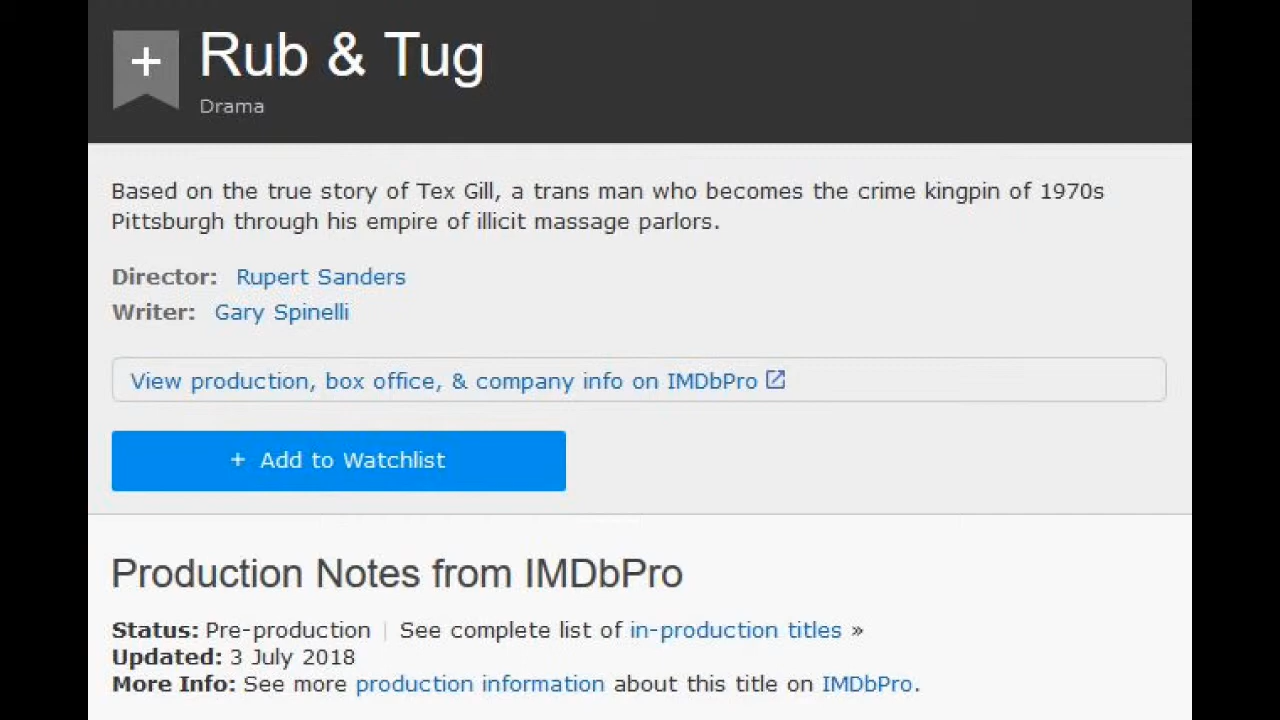 + Rub & Tug
Drama
Based on the true story of Tex Gill, a trans man who becomes the crime kingpin of 1970s
Pittsburgh through his empire of illicit massage parlors.
Director: Rupert Sanders
Writer: Gary Spinelli
View production, box office, & company info on IMDbPro
+ Add to Watchlist
Production Notes from IMDbPro
Status: Pre-production | See complete list of in-production titles »
Updated: 3 July 2018
More Info: See more production information about this title on IMDbPro.